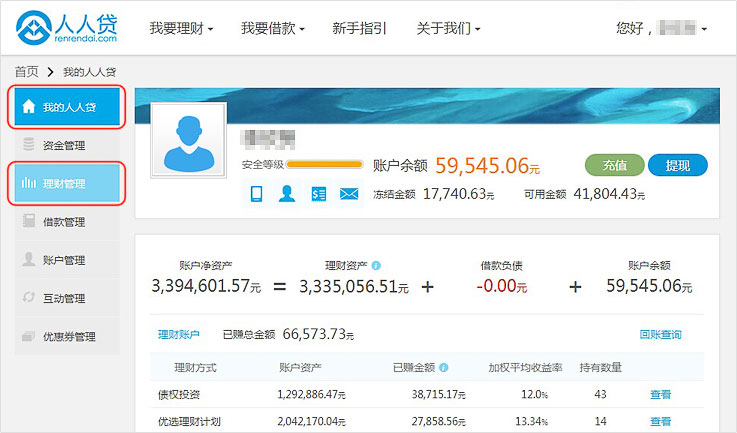 人人贷
renrendai.com
我要理财 我要借款 新手指引 关于我们 您好，
首页 > 我的人人贷
我的人人贷
资金管理
理财管理
借款管理
账户管理
互动管理
优惠券管理
安全等级 账户余额 59,545.06元 充值 提现
冻结金额 17,740.63元 可用金额 41,804.43元
账户净资产 理财资产 借款负债 账户余额
3,394,601.57元 = 3,335,056.51元 + -0.00元 + 59,545.06元
理财账户 已赚总金额 66,573.73元 回账查询
理财方式 账户资产 已赚金额 加权平均收益率 持有数量
债权投资 1,292,886.47元 38,715.17元 12.0% 43 查看
优选理财计划 2,042,170.04元 27,858.56元 13.34% 14 查看